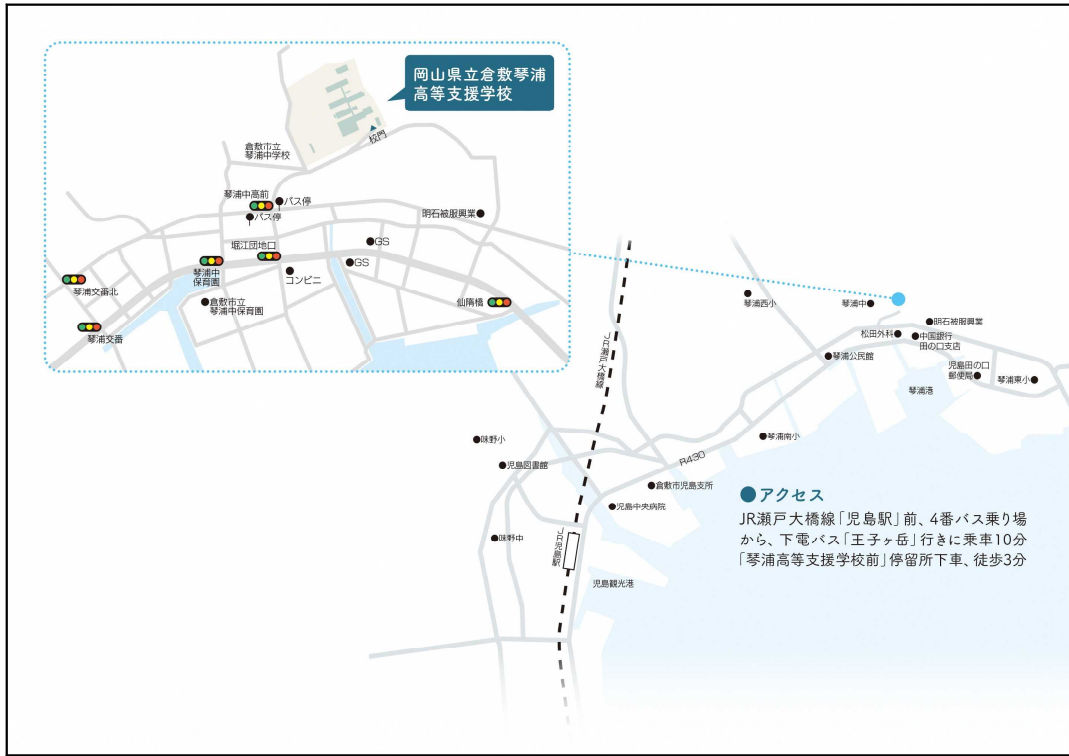 岡山県立倉敷琴浦
高等支援学校
校門
倉敷市立
琴浦中学校
琴浦中高前
バス停
バス停
明石被服興業
堀江団地口
GS
GS
琴浦中
保育園
コンビニ
琴浦交番北
倉敷市立
琴浦中保育園
仙隋橋
琴浦交番
JR瀬戸大橋線
琴浦西小
琴浦中
明石被服興業
松田外科
中国銀行
田の口支店
琴浦公民館
児島田の口
郵便局
琴浦東小
琴浦港
味野小
琴浦南小
児島図書館
R430
倉敷市児島支所
児島中央病院
味野中
JR児島駅
児島観光港
●アクセス
JR瀬戸大橋線「児島駅」前、4番バス乗り場
から、下電バス「王子ヶ岳」行きに乗車10分
「琴浦高等支援学校前」停留所下車、徒歩3分